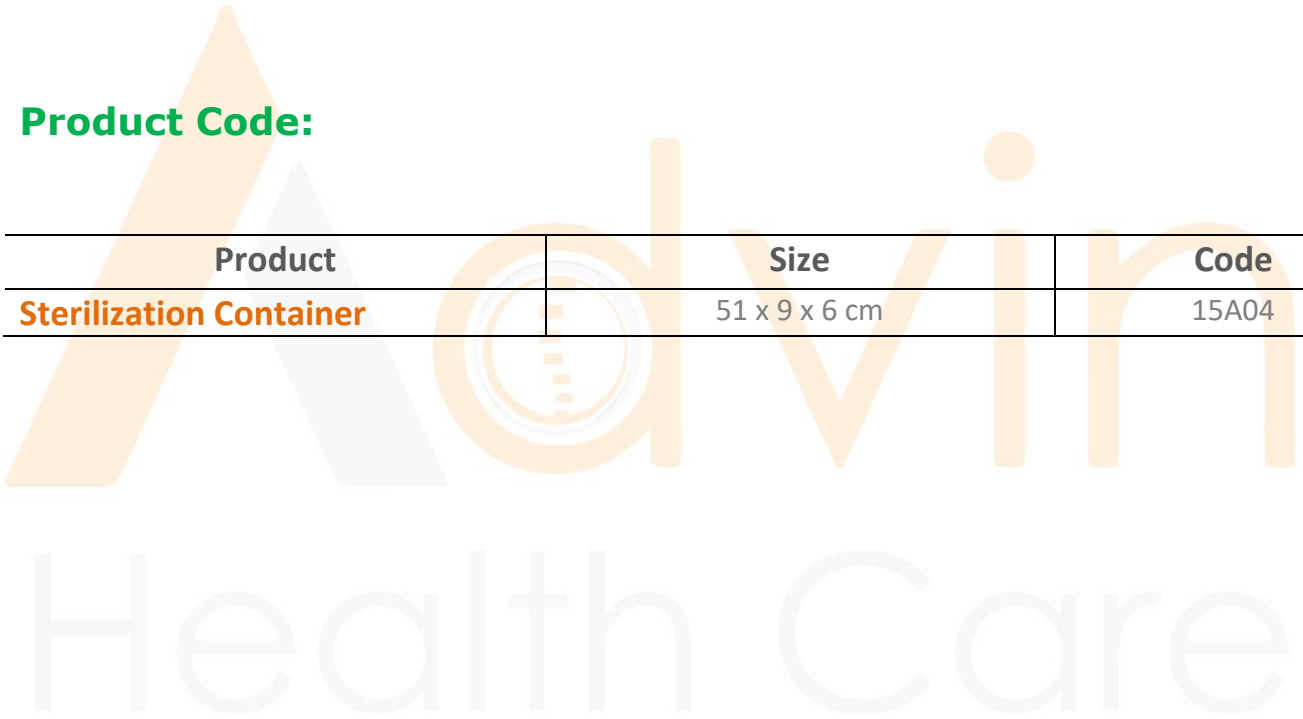 Product Code:
Product Size Code
Sterilization Container 51 x 9 x 6 cm 15A04
Advin
Health Care